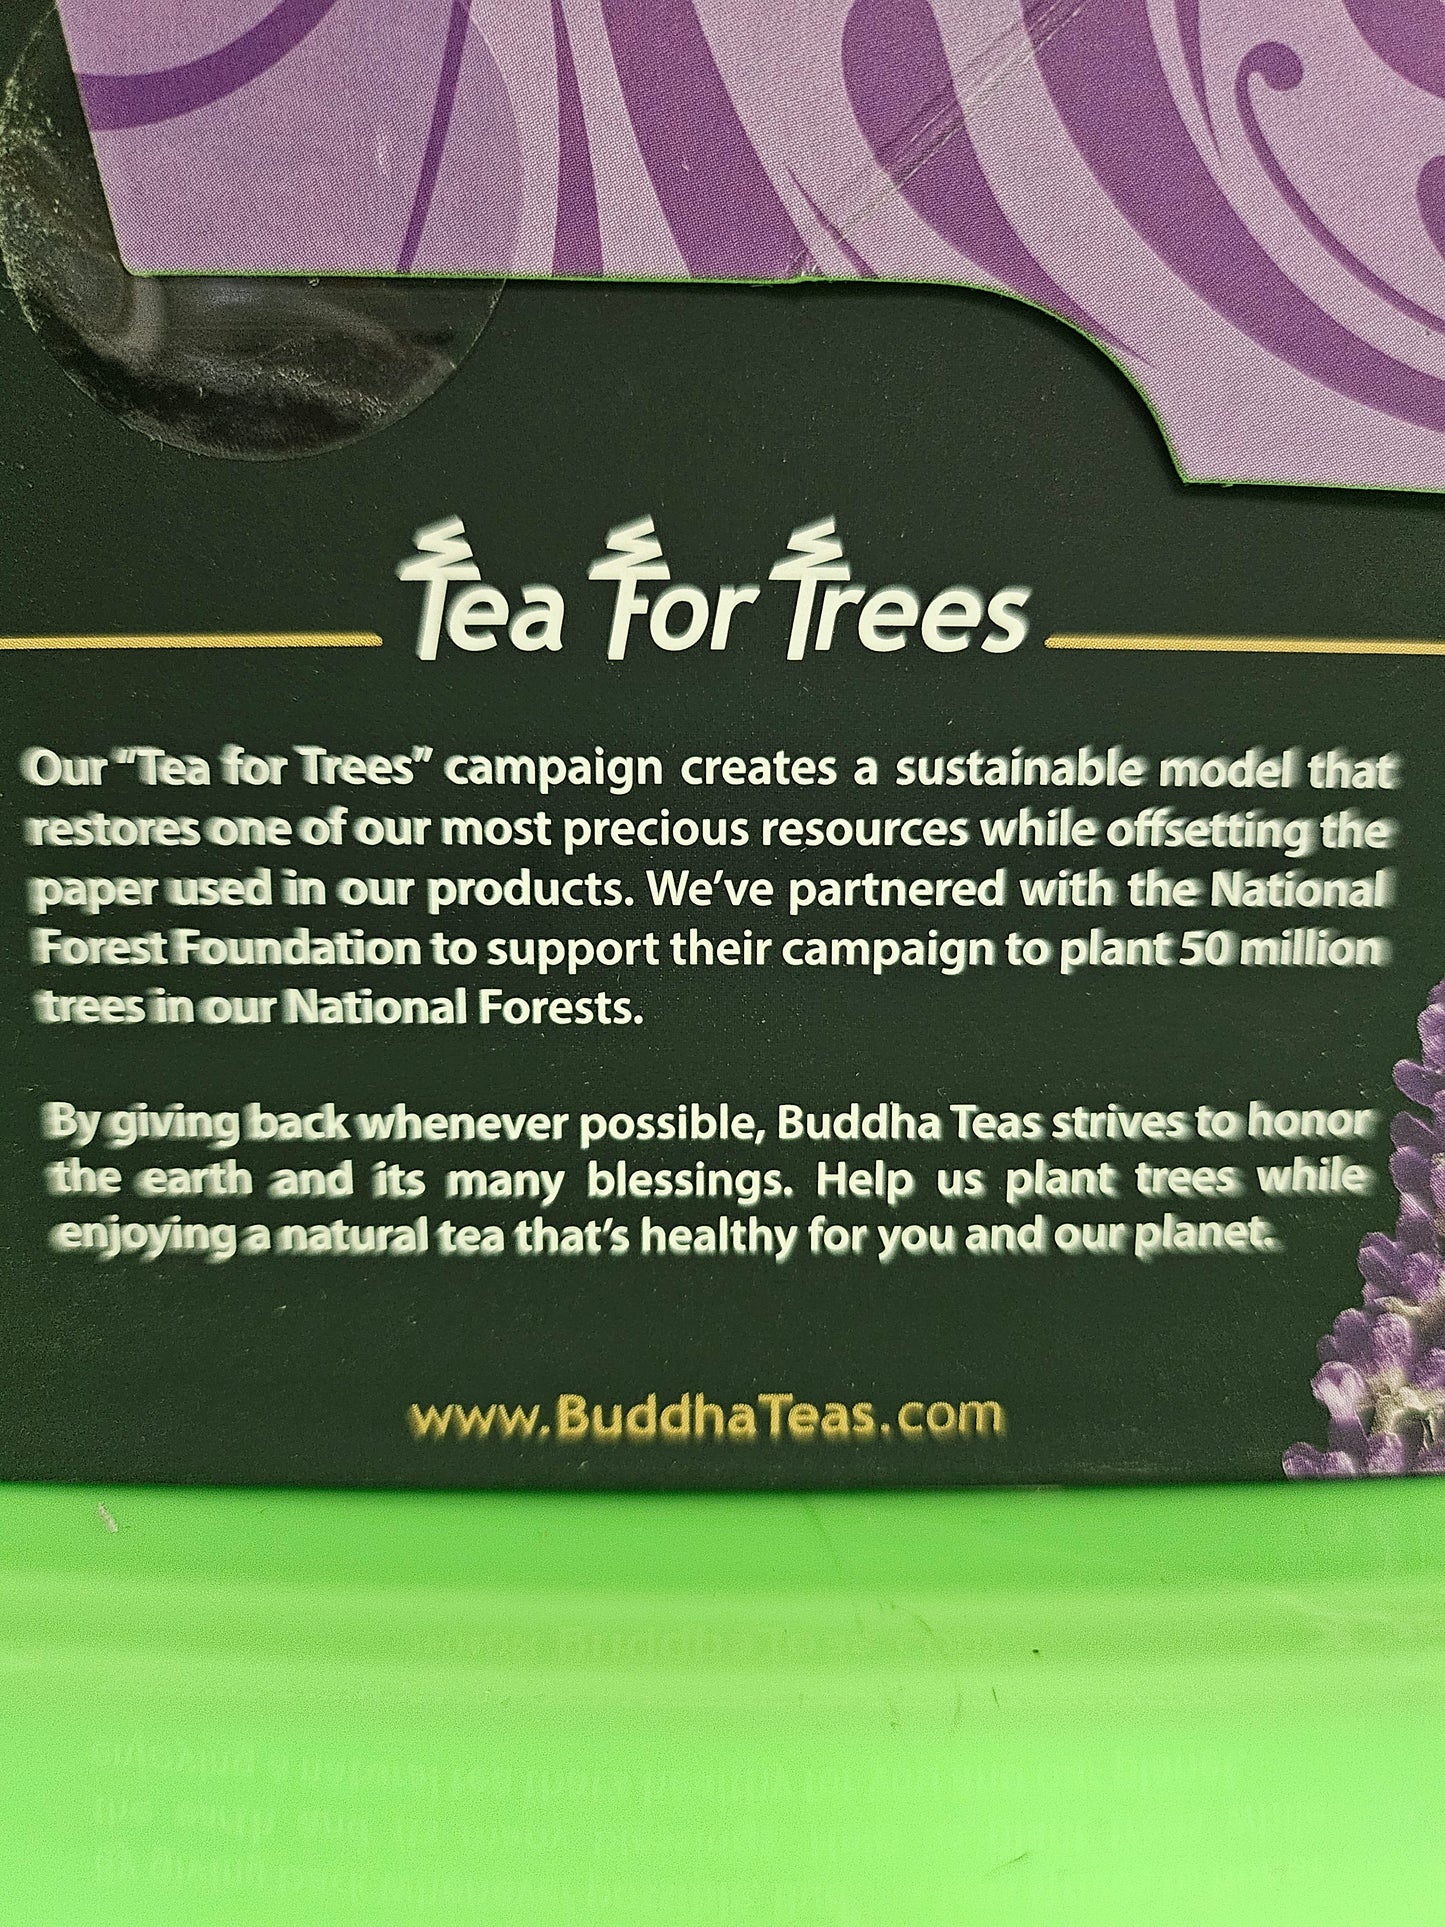 Tea For Trees
Our “Tea for Trees” campaign creates a sustainable model that
restores one of our most precious resources while offsetting the
paper used in our products. We’ve partnered with the National
Forest Foundation to support their campaign to plant 50 million
trees in our National Forests.
By giving back whenever possible, Buddha Teas strives to honor
the earth and its many blessings. Help us plant trees while
enjoying a natural tea that’s healthy for you and our planet.
www.BuddhaTeas.com